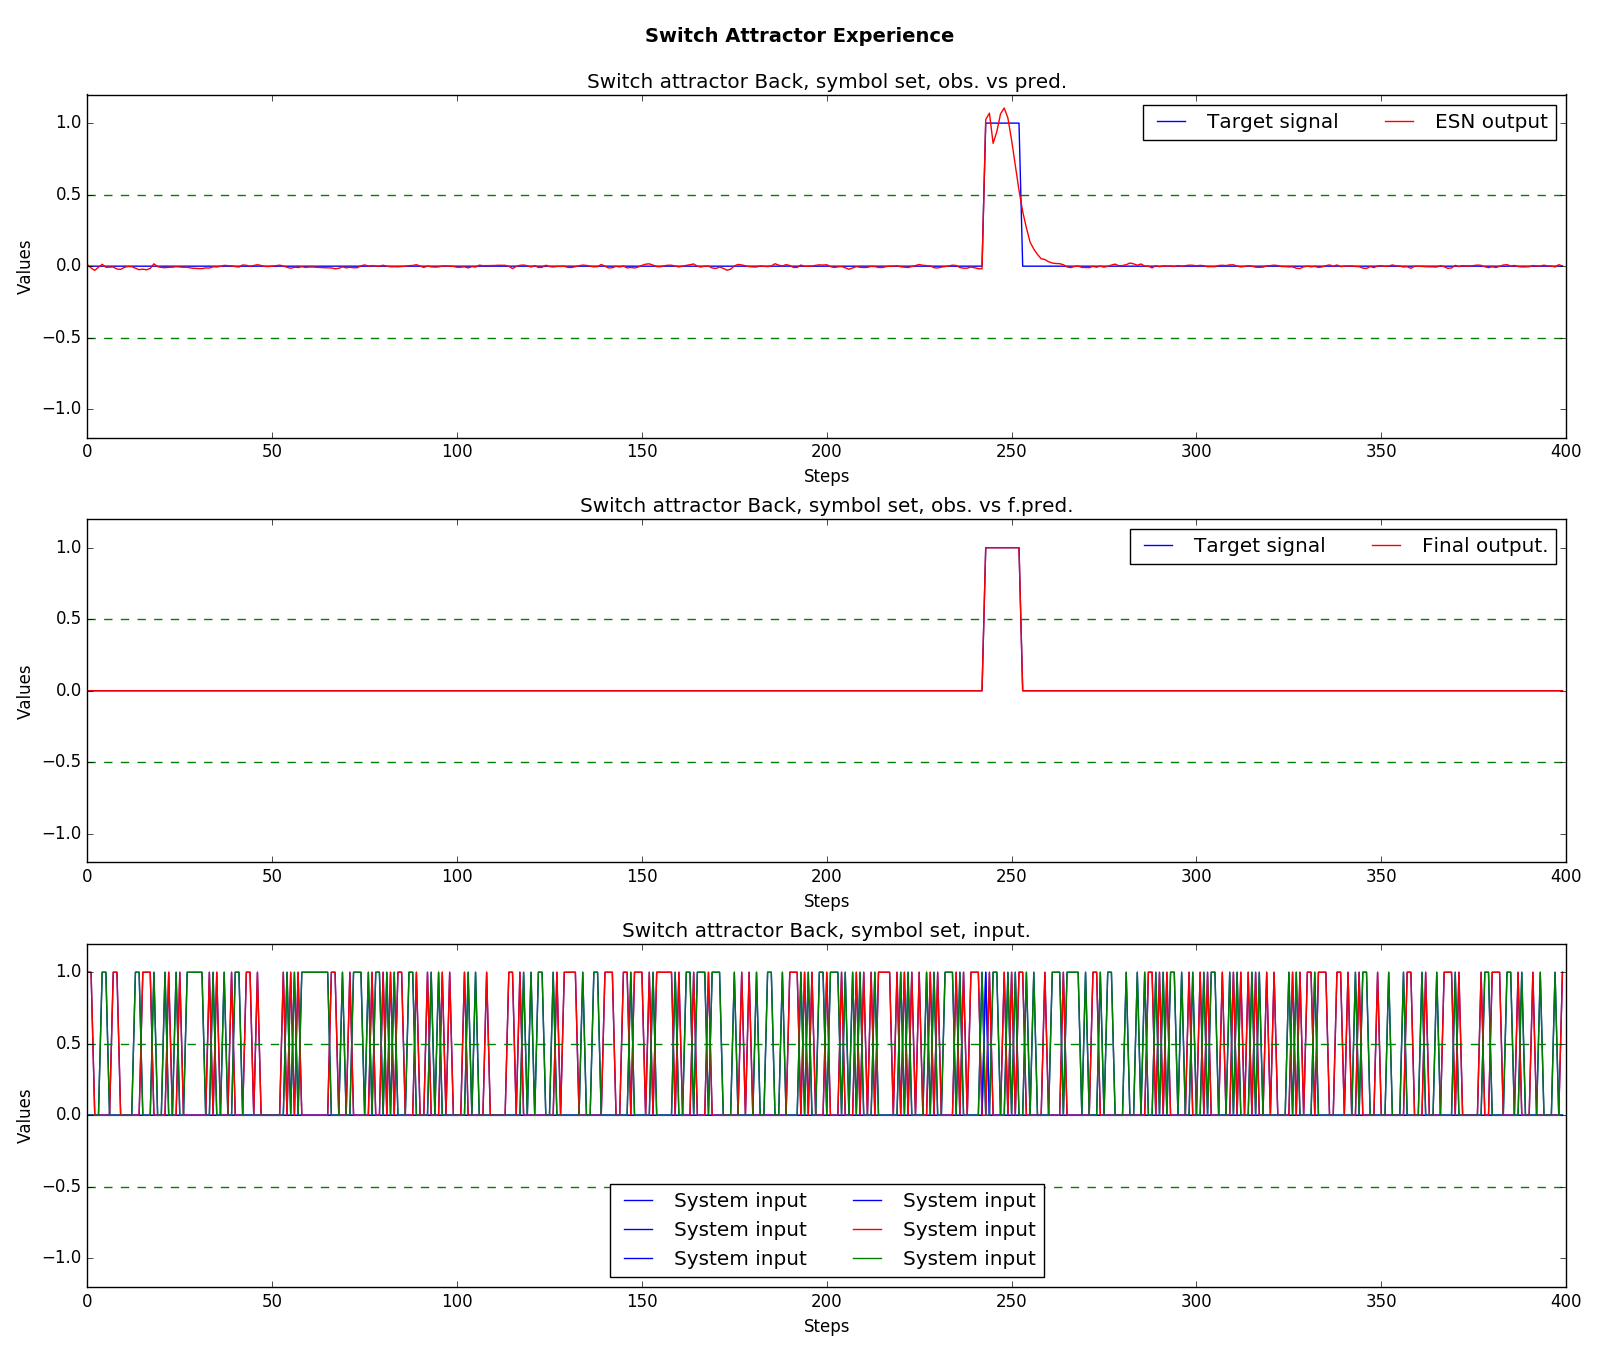 Switch Attractor Experience
Switch attractor Back, symbol set, obs. vs pred.
Target signal ESN output
1.0
0.5
0.0
−0.5
−1.0
Values
0 50 100 150 200 250 300 350 400
Steps
Switch attractor Back, symbol set, obs. vs f.pred.
Target signal Final output.
1.0
0.5
0.0
−0.5
−1.0
Values
0 50 100 150 200 250 300 350 400
Steps
Switch attractor Back, symbol set, input.
1.0
0.5
0.0
−0.5
−1.0
Values
System input System input
System input System input
System input System input
0 50 100 150 200 250 300 350 400
Steps